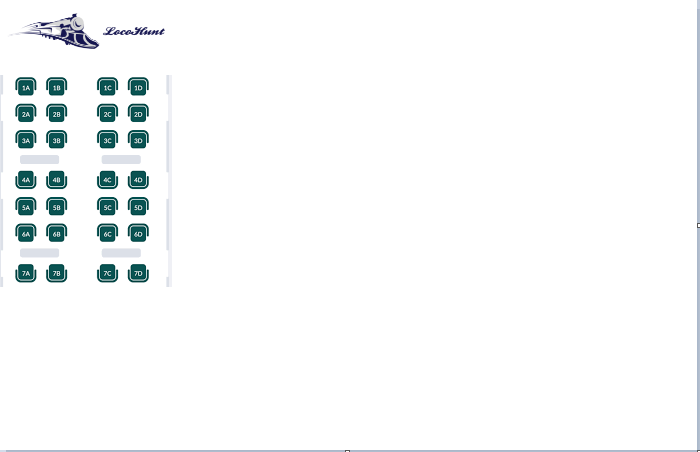 LocoHunt
1A 1B 1C 1D
2A 2B 2C 2D
3A 3B 3C 3D
4A 4B 4C 4D
5A 5B 5C 5D
6A 6B 6C 6D
7A 7B 7C 7D